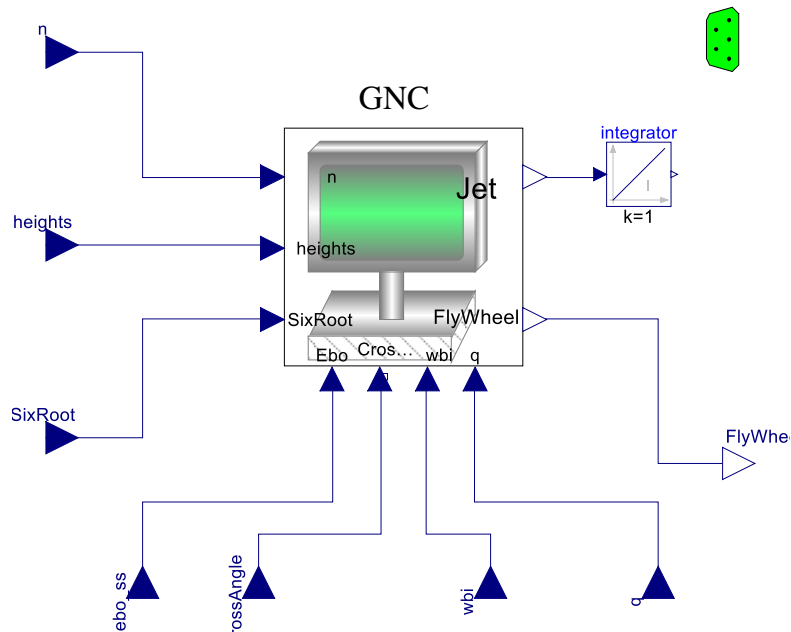 n
GNC
integrator
n
Jet
I
k=1
heights
heights
SixRoot
FlyWheel
Ebo
Cros...
wbi
q
SixRoot
FlyWhe
ebo_ss
rossAngle
wbi
q